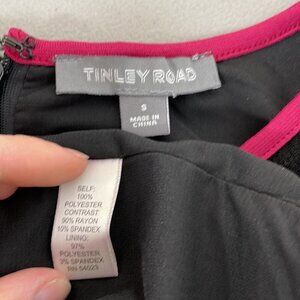 TINLEY ROAD
S
MADE IN
CHINA
SELF:
100%
POLYESTER
CONTRAST
90% RAYON
10% SPANDEX
LINING:
97%
POLYESTER
3% SPANDEX
RN 54023